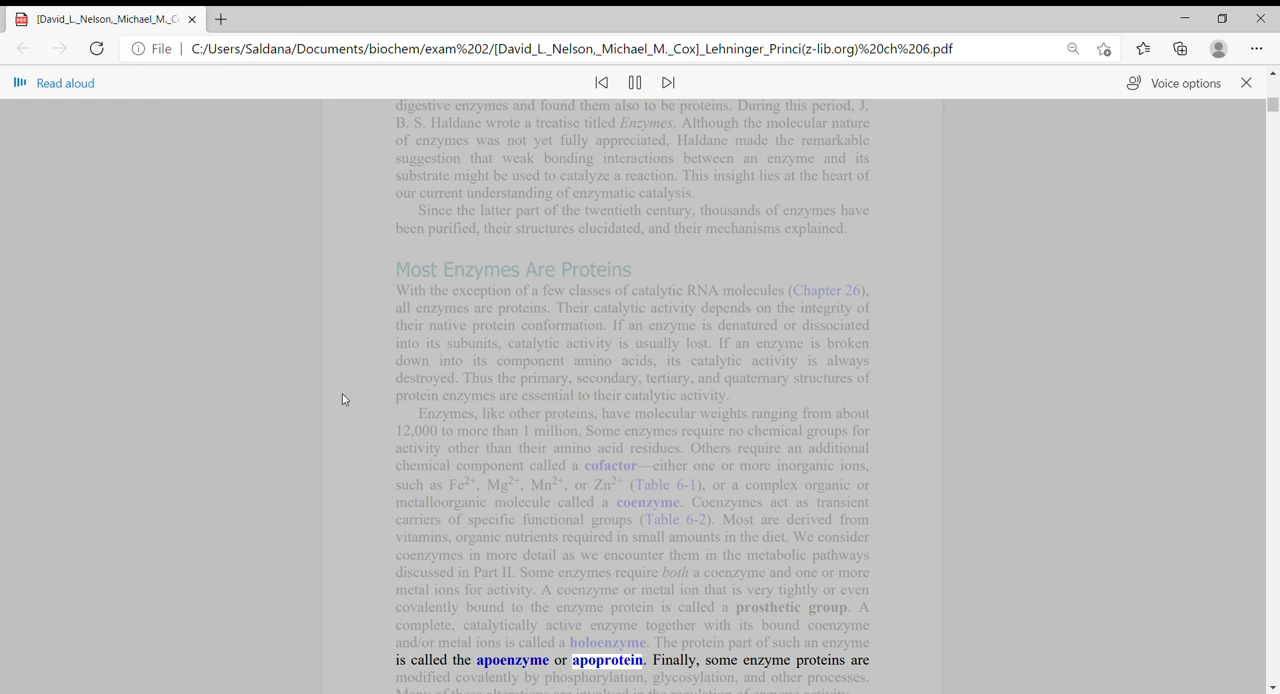 [David_L._Nelson,_Michael_M._C
File | C:/Users/Saldana/Documents/biochem/exam%202/[David_L._Nelson,_Michael_M._Cox]_Lehninger_Princi(z-lib.org)%20ch%206.pdf
Read aloud
Voice options
digestive enzymes and found them also to be proteins. During this period, J.
B. S. Haldane wrote a treatise titled Enzymes. Although the molecular nature
of enzymes was not yet fully appreciated, Haldane made the remarkable
suggestion that weak bonding interactions between an enzyme and its
substrate might be used to catalyze a reaction. This insight lies at the heart of
our current understanding of enzymatic catalysis.
Since the latter part of the twentieth century, thousands of enzymes have
been purified, their structures elucidated, and their mechanisms explained.
Most Enzymes Are Proteins
With the exception of a few classes of catalytic RNA molecules (Chapter 26),
all enzymes are proteins. Their catalytic activity depends on the integrity of
their native protein conformation. If an enzyme is denatured or dissociated
into its subunits, catalytic activity is usually lost. If an enzyme is broken
down into its component amino acids, its catalytic activity is always
destroyed. Thus the primary, secondary, tertiary, and quaternary structures of
protein enzymes are essential to their catalytic activity.
Enzymes, like other proteins, have molecular weights ranging from about
12,000 to more than 1 million. Some enzymes require no chemical groups for
activity other than their amino acid residues. Others require an additional
chemical component called a cofactor—either one or more inorganic ions,
such as Fe²⁺, Mg²⁺, Mn²⁺, or Zn²⁺ (Table 6-1), or a complex organic or
metalloorganic molecule called a coenzyme. Coenzymes act as transient
carriers of specific functional groups (Table 6-2). Most are derived from
vitamins, organic nutrients required in small amounts in the diet. We consider
coenzymes in more detail as we encounter them in the metabolic pathways
discussed in Part II. Some enzymes require both a coenzyme and one or more
metal ions for activity. A coenzyme or metal ion that is very tightly or even
covalently bound to the enzyme protein is called a prosthetic group. A
complete, catalytically active enzyme together with its bound coenzyme
and/or metal ions is called a holoenzyme. The protein part of such an enzyme
is called the apoenzyme or apoprotein. Finally, some enzyme proteins are
modified covalently by phosphorylation, glycosylation, and other processes.
Many of these alterations are involved in the regulation of enzyme activity.